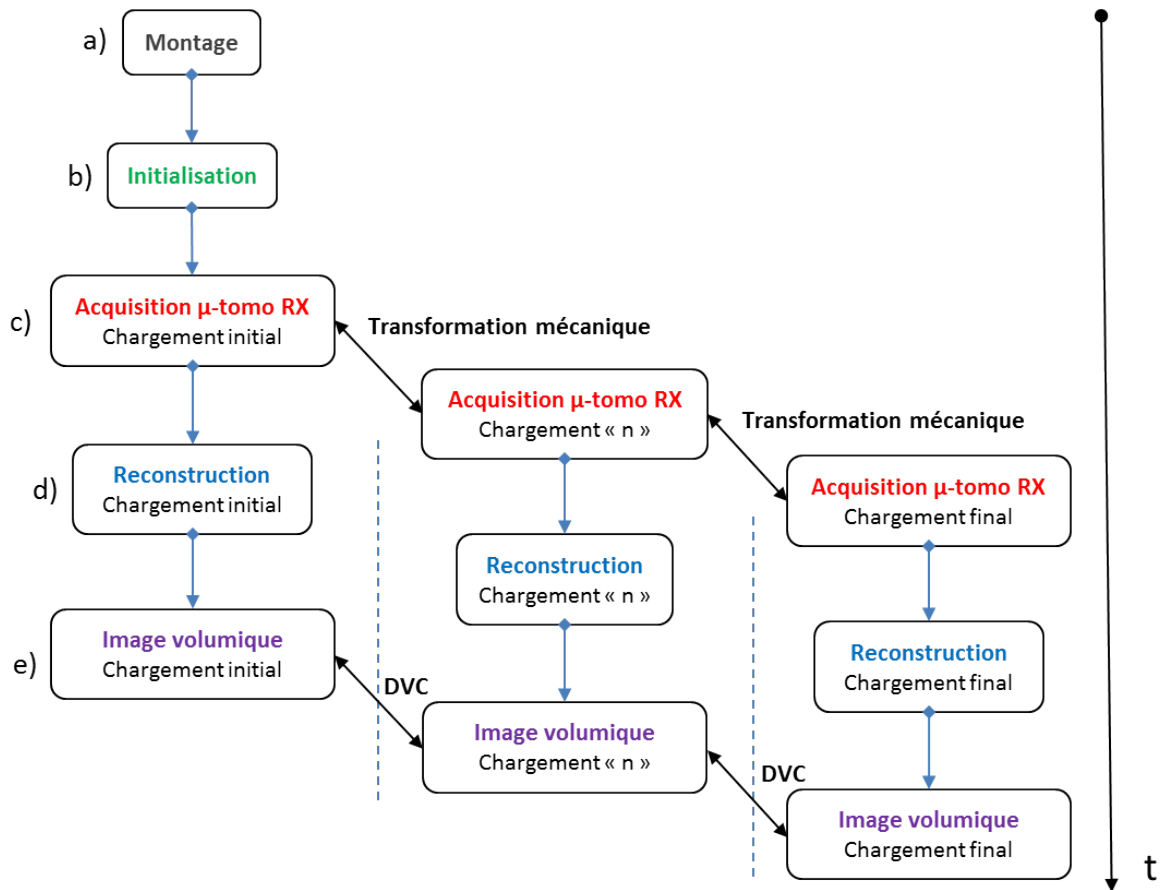 a)
Montage
b)
Initialisation
c)
Acquisition µ-tomo RX
Chargement initial
Transformation mécanique
Acquisition µ-tomo RX
Chargement « n »
Transformation mécanique
Acquisition µ-tomo RX
Chargement final
d)
Reconstruction
Chargement initial
Reconstruction
Chargement « n »
Reconstruction
Chargement final
e)
Image volumique
Chargement initial
DVC
Image volumique
Chargement « n »
DVC
Image volumique
Chargement final
t